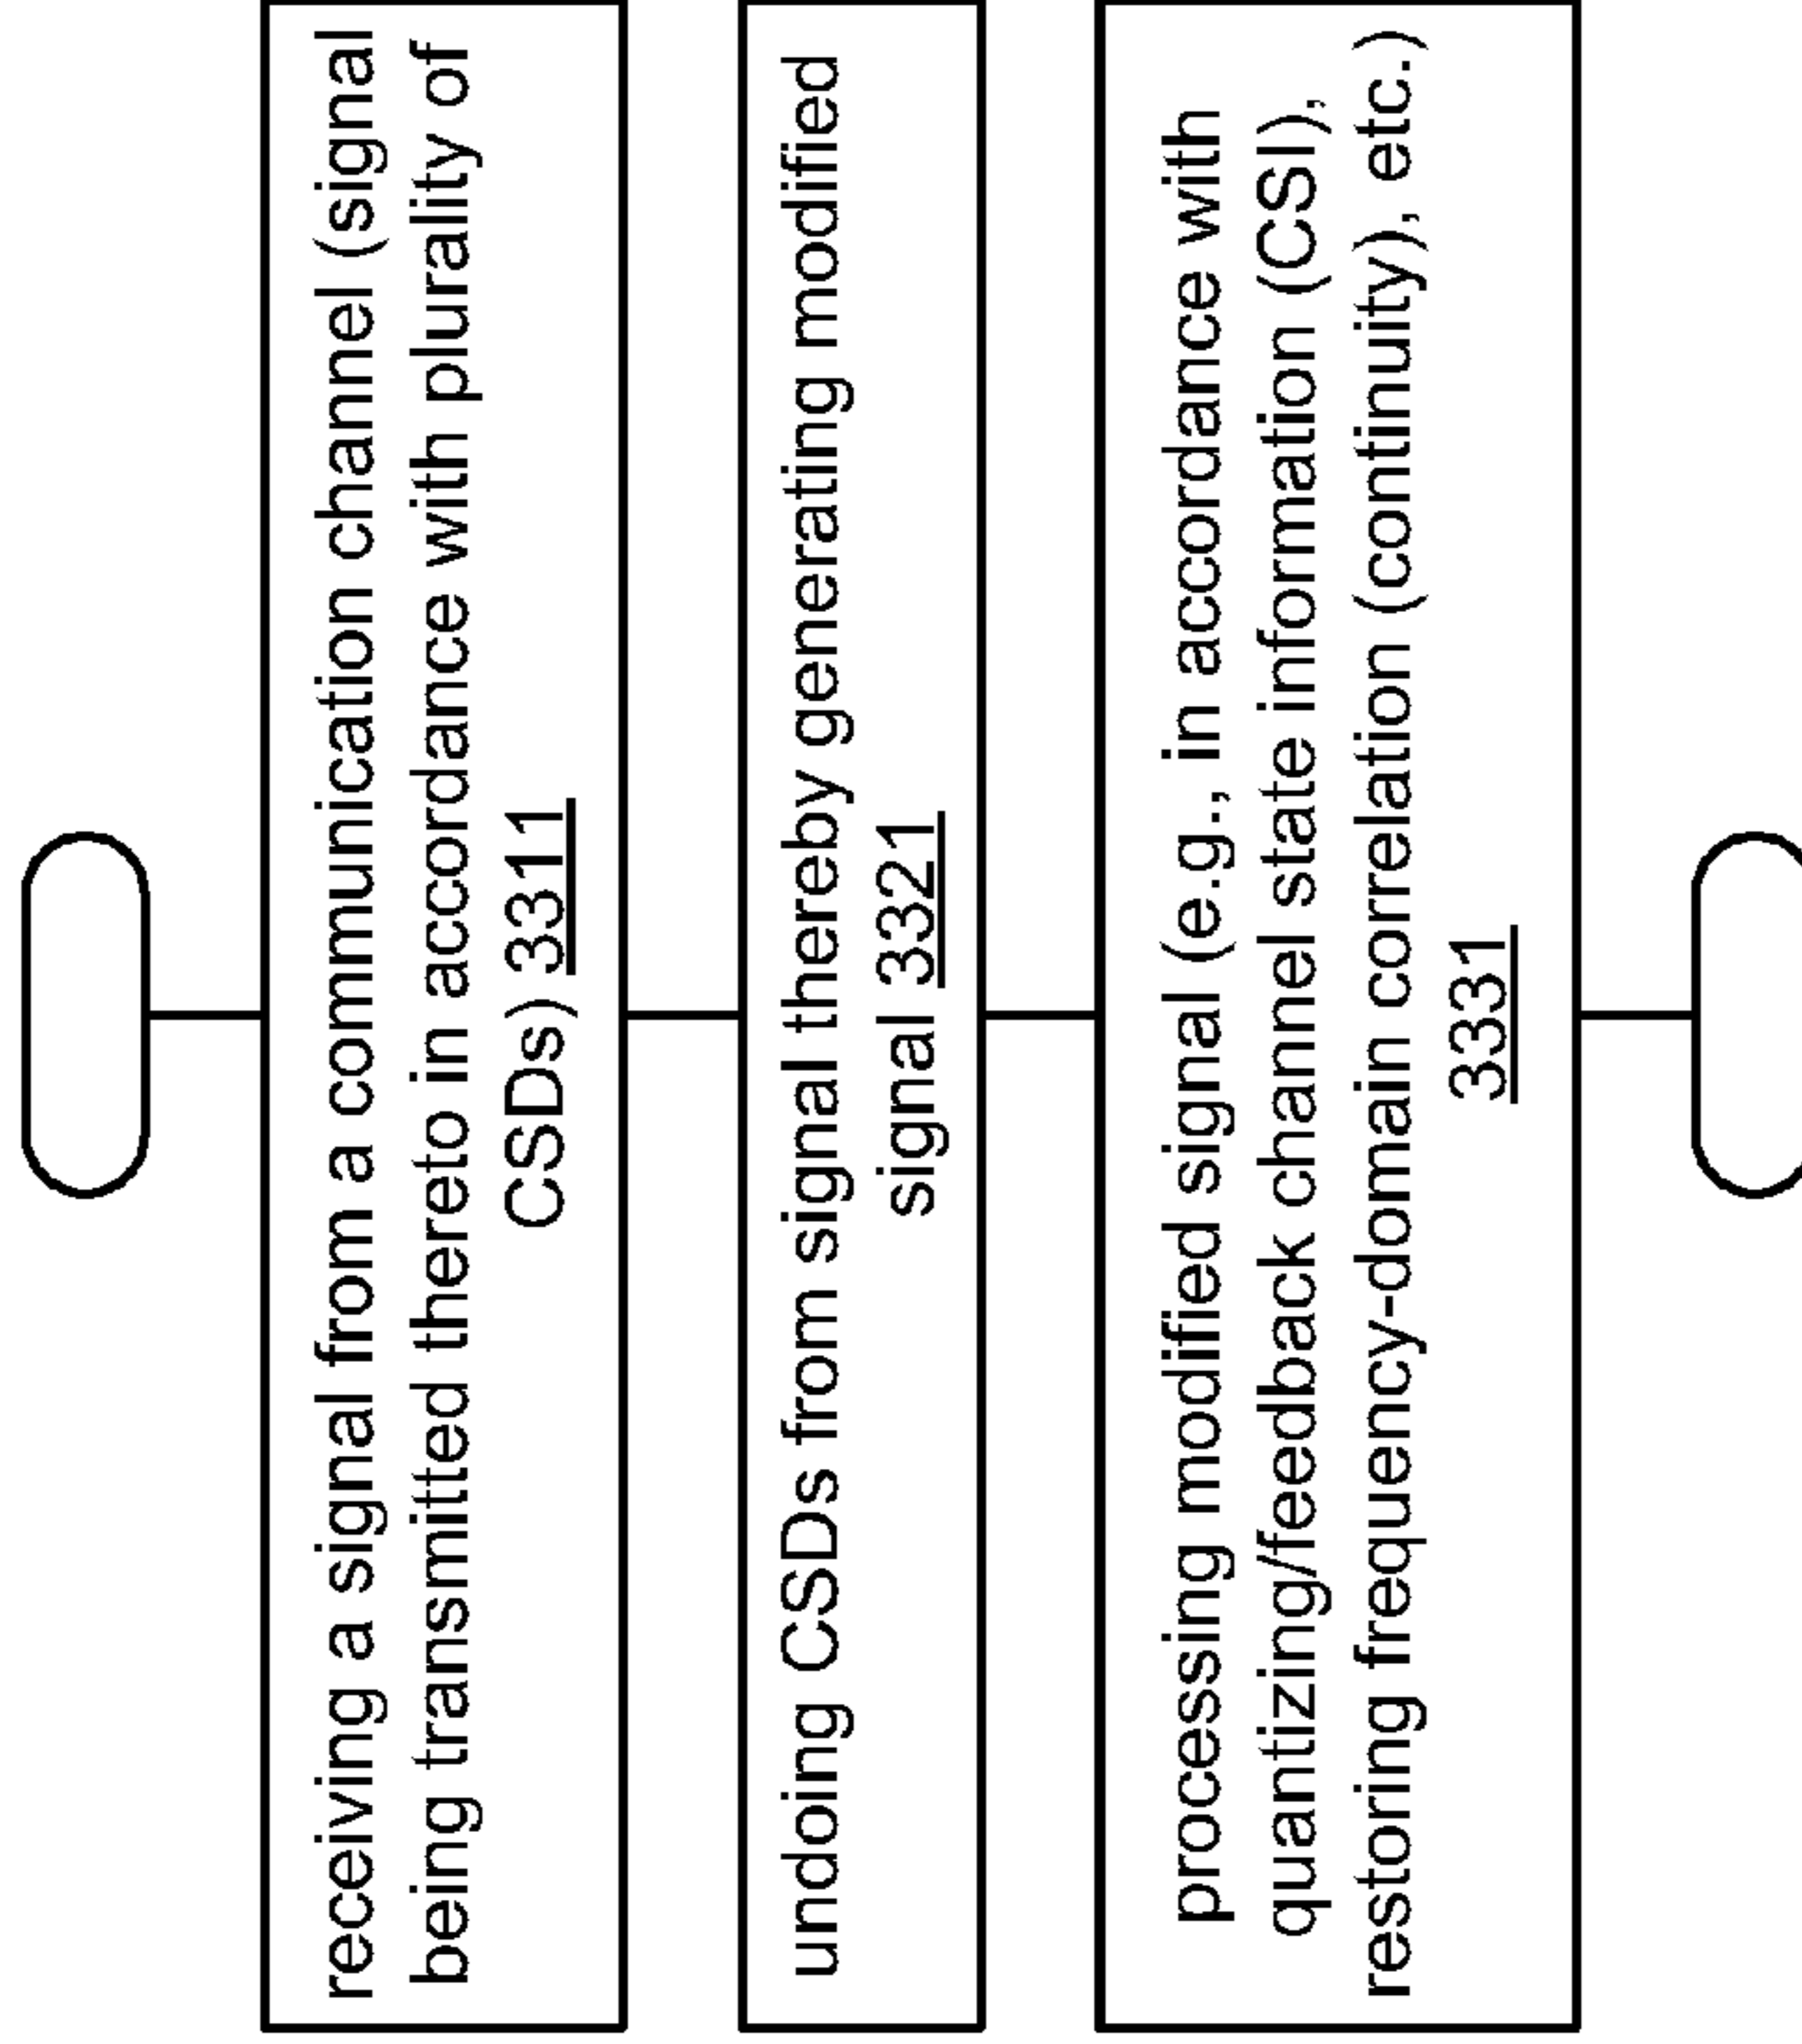 receiving a signal from a communication channel (signal
being transmitted thereto in accordance with plurality of
CSDs) 3311
undoing CSDs from signal thereby generating modified
signal 3321
processing modified signal (e.g., in accordance with
quantizing/feedback channel state information (CSI),
restoring frequency-domain correlation (continuity), etc.)
3331